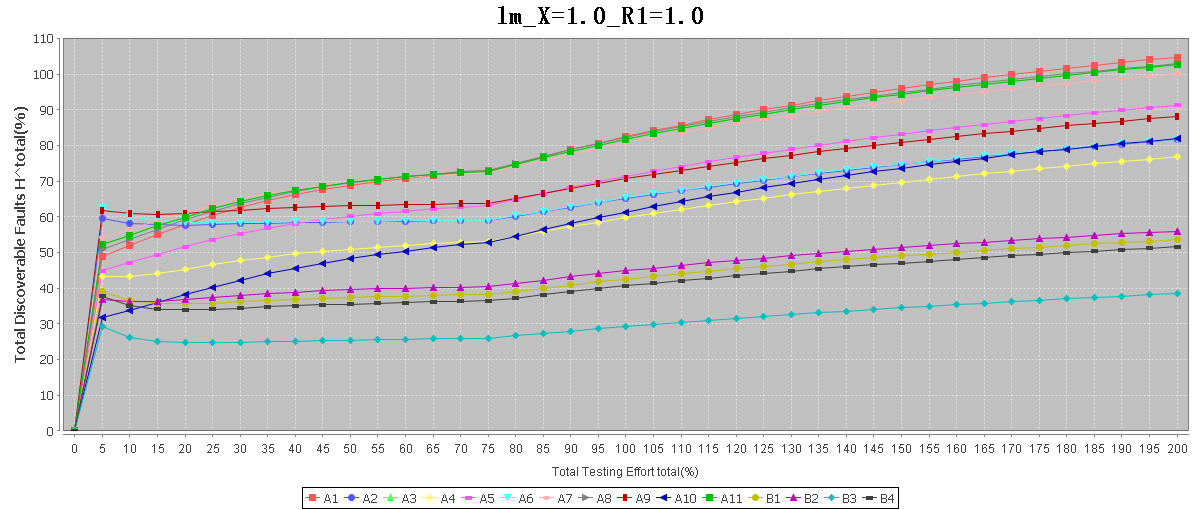 lm_X=1.0_R1=1.0
Total Discoverable Faults H^total(%)
110
100
90
80
70
60
50
40
30
20
10
0
0 5 10 15 20 25 30 35 40 45 50 55 60 65 70 75 80 85 90 95 100 105 110 115 120 125 130 135 140 145 150 155 160 165 170 175 180 185 190 195 200
Total Testing Effort total(%)
A1 A2 A3 A4 A5 A6 A7 A8 A9 A10 A11 B1 B2 B3 B4